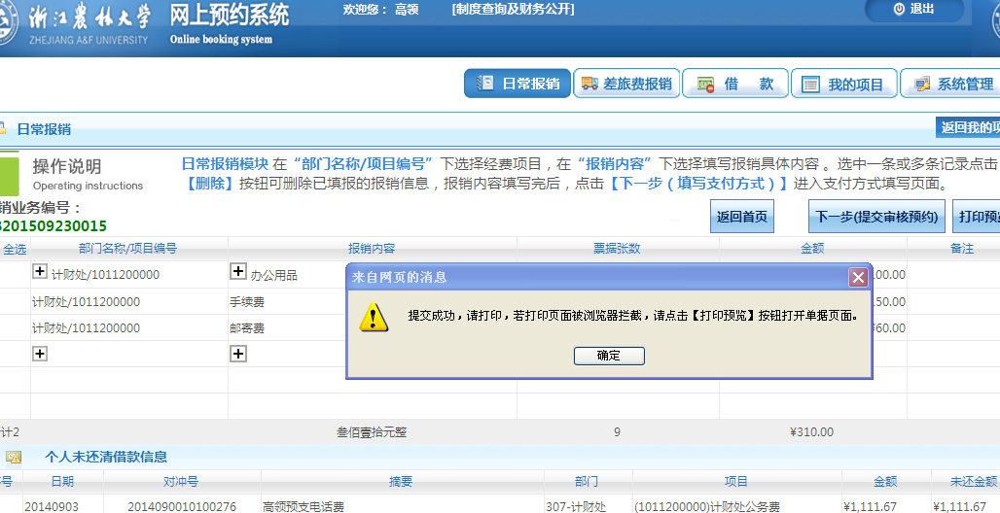 浙江农林大学 网上预约系统 欢迎您： 高领 [制度查询及财务公开] 退出
ZHEJIANG A&F UNIVERSITY Online booking system
日常报销 差旅费报销 借 款 我的项目 系统管理
日常报销 返回我的项
操作说明
Operating instructions
日常报销模块 在“部门名称/项目编号”下选择经费项目，在“报销内容”下选择填写报销具体内容 。选中一条或多条记录点击
【删除】按钮可删除已填报的报销信息，报销内容填写完后，点击【下一步（填写支付方式）】进入支付方式填写页面。
销业务编号：
201509230015
返回首页 下一步(提交审核预约) 打印预览
全选 部门名称/项目编号 报销内容 票据张数 金额 备注
计财处/1011200000 办公用品 00.00
计财处/1011200000 手续费 50.00
计财处/1011200000 邮寄费 ¥60.00
来自网页的消息
提交成功，请打印，若打印页面被浏览器拦截，请点击【打印预览】按钮打开单据页面。
确定
计2 叁佰壹拾元整 9 ¥310.00
个人未还清借款信息
号 日期 对冲号 摘要 部门 项目 金额 未还金额
20140903 2014090010100276 高领预支电话费 307-计财处 (1011200000)计财处公务费 ¥1,111.67 ¥1,111.67